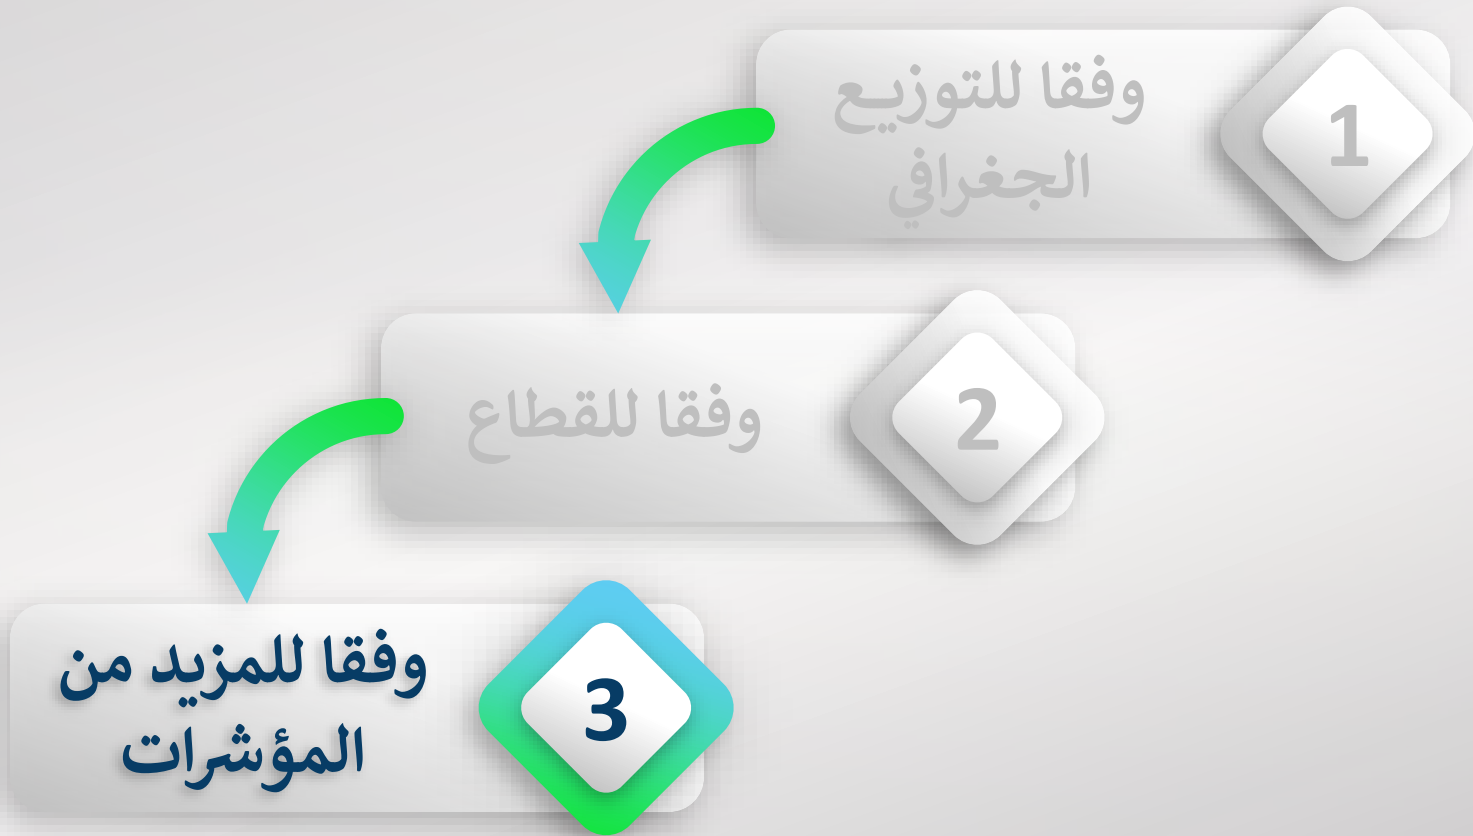 1
وفقا للتوزيع
الجغرافي
2
وفقا للقطاع
3
وفقا للمزيد من
المؤشرات